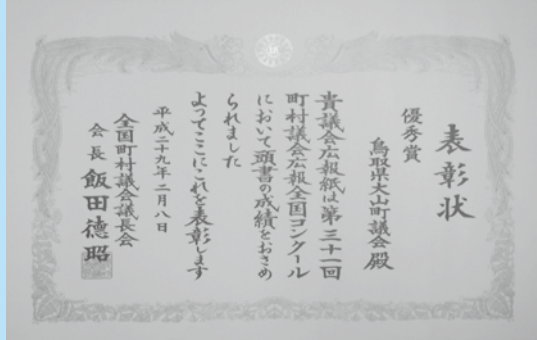 表彰状
優秀賞
鳥取県大山町議会殿
貴議会広報紙は第三十一回
町村議会広報全国コンクール
において頭書の成績をおさめ
られました
よってここにこれを表彰します
平成二十九年二月八日
全国町村議会議長会
会長 飯田徳昭